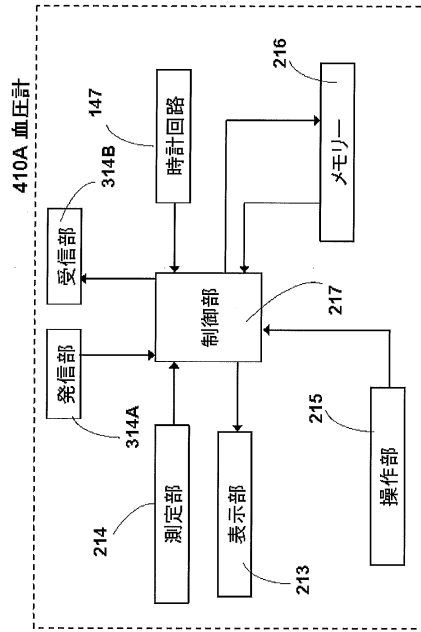 410A 血圧計
発信部
314A
受信部
314B
時計回路
147
測定部
214
制御部
217
表示部
213
メモリー
216
操作部
215